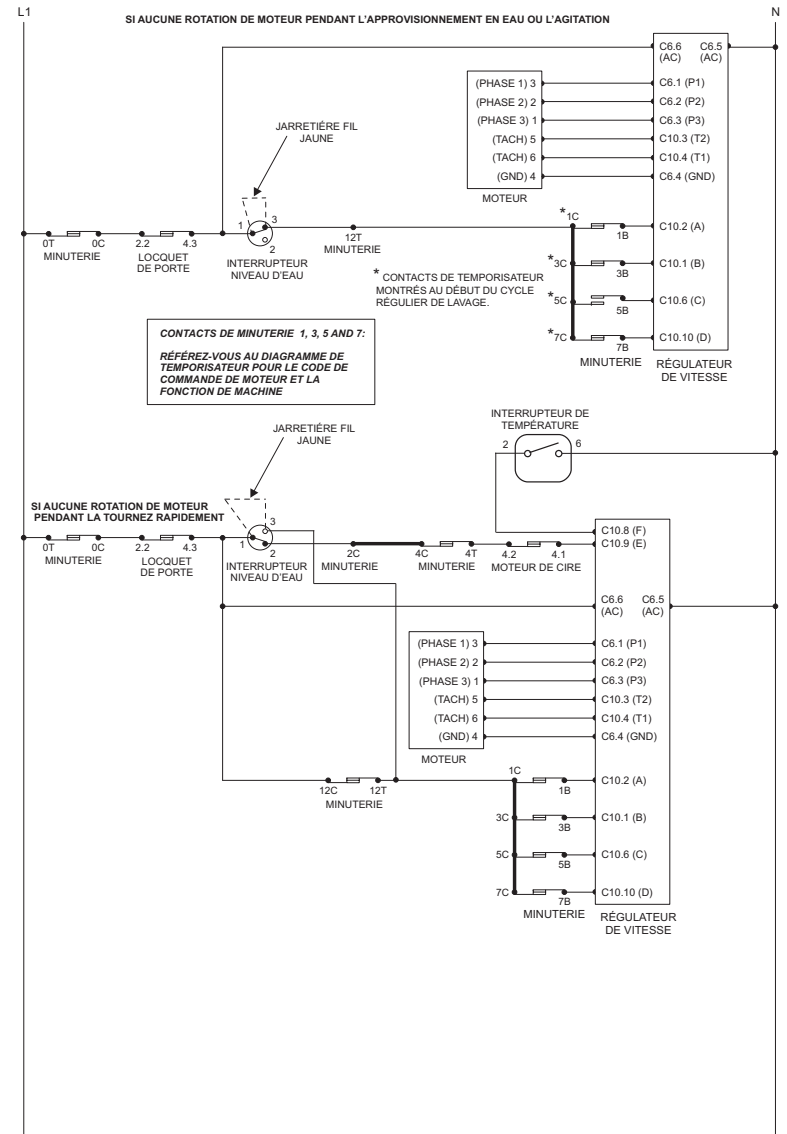 L1
N
SI AUCUNE ROTATION DE MOTEUR PENDANT L'APPROVISIONNEMENT EN EAU OU L'AGITATION
C6.6 C6.5
(AC) (AC)
(PHASE 1) 3 C6.1 (P1)
(PHASE 2) 2 C6.2 (P2)
(PHASE 3) 1 C6.3 (P3)
(TACH) 5 C10.3 (T2)
(TACH) 6 C10.4 (T1)
(GND) 4 C6.4 (GND)
MOTEUR
JARRETIÉRE FIL
JAUNE
1 3
2
0T 0C 2.2 4.3
MINUTERIE
LOCQUET
DE PORTE
INTERRUPTEUR
NIVEAU D'EAU
12T
MINUTERIE
*1C 1B C10.2 (A)
*3C 3B C10.1 (B)
*5C 5B C10.6 (C)
*7C 7B C10.10 (D)
* CONTACTS DE TEMPORISATEUR
MONTRÉS AU DÉBUT DU CYCLE
RÉGULIER DE LAVAGE.
MINUTERIE
RÉGULATEUR
DE VITESSE
CONTACTS DE MINUTERIE 1, 3, 5 AND 7:
RÉFÉREZ-VOUS AU DIAGRAMME DE
TEMPORISATEUR POUR LE CODE DE
COMMANDE DE MOTEUR ET LA
FONCTION DE MACHINE
INTERRUPTEUR DE
TEMPÉRATURE
2 6
JARRETIÉRE FIL
JAUNE
SI AUCUNE ROTATION DE MOTEUR
PENDANT LA TOURNEZ RAPIDEMENT
1 3
2
0T 0C 2.2 4.3
MINUTERIE
LOCQUET
DE PORTE
INTERRUPTEUR
NIVEAU D'EAU
2C
MINUTERIE
4C 4T
MINUTERIE
4.2 4.1
MOTEUR DE CIRE
C10.8 (F)
C10.9 (E)
C6.6 C6.5
(AC) (AC)
(PHASE 1) 3 C6.1 (P1)
(PHASE 2) 2 C6.2 (P2)
(PHASE 3) 1 C6.3 (P3)
(TACH) 5 C10.3 (T2)
(TACH) 6 C10.4 (T1)
(GND) 4 C6.4 (GND)
MOTEUR
12C 12T
MINUTERIE
1C 1B C10.2 (A)
3C 3B C10.1 (B)
5C 5B C10.6 (C)
7C 7B C10.10 (D)
MINUTERIE
RÉGULATEUR
DE VITESSE